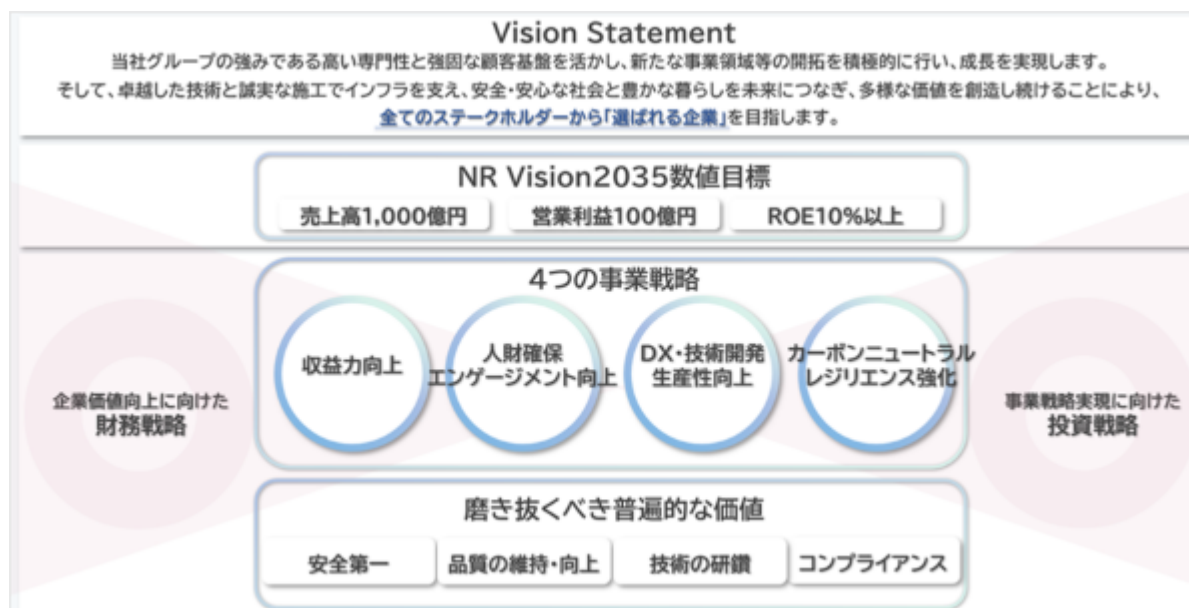 Vision Statement
当社グループの強みである高い専門性と強固な顧客基盤を活かし、新たな事業領域等の開拓を積極的に行い、成長を実現します。
そして、卓越した技術と誠実な施工でインフラを支え、安全・安心な社会と豊かな暮らしを未来につなぎ、多様な価値を創造し続けることにより、
全てのステークホルダーから「選ばれる企業」を目指します。
NR Vision2035数値目標
売上高1,000億円
営業利益100億円
ROE10%以上
4つの事業戦略
収益力向上
人財確保
エンゲージメント向上
DX・技術開発
生産性向上
カーボンニュートラル
レジリエンス強化
企業価値向上に向けた
財務戦略
事業戦略実現に向けた
投資戦略
磨き抜くべき普遍的な価値
安全第一
品質の維持・向上
技術の研鑽
コンプライアンス